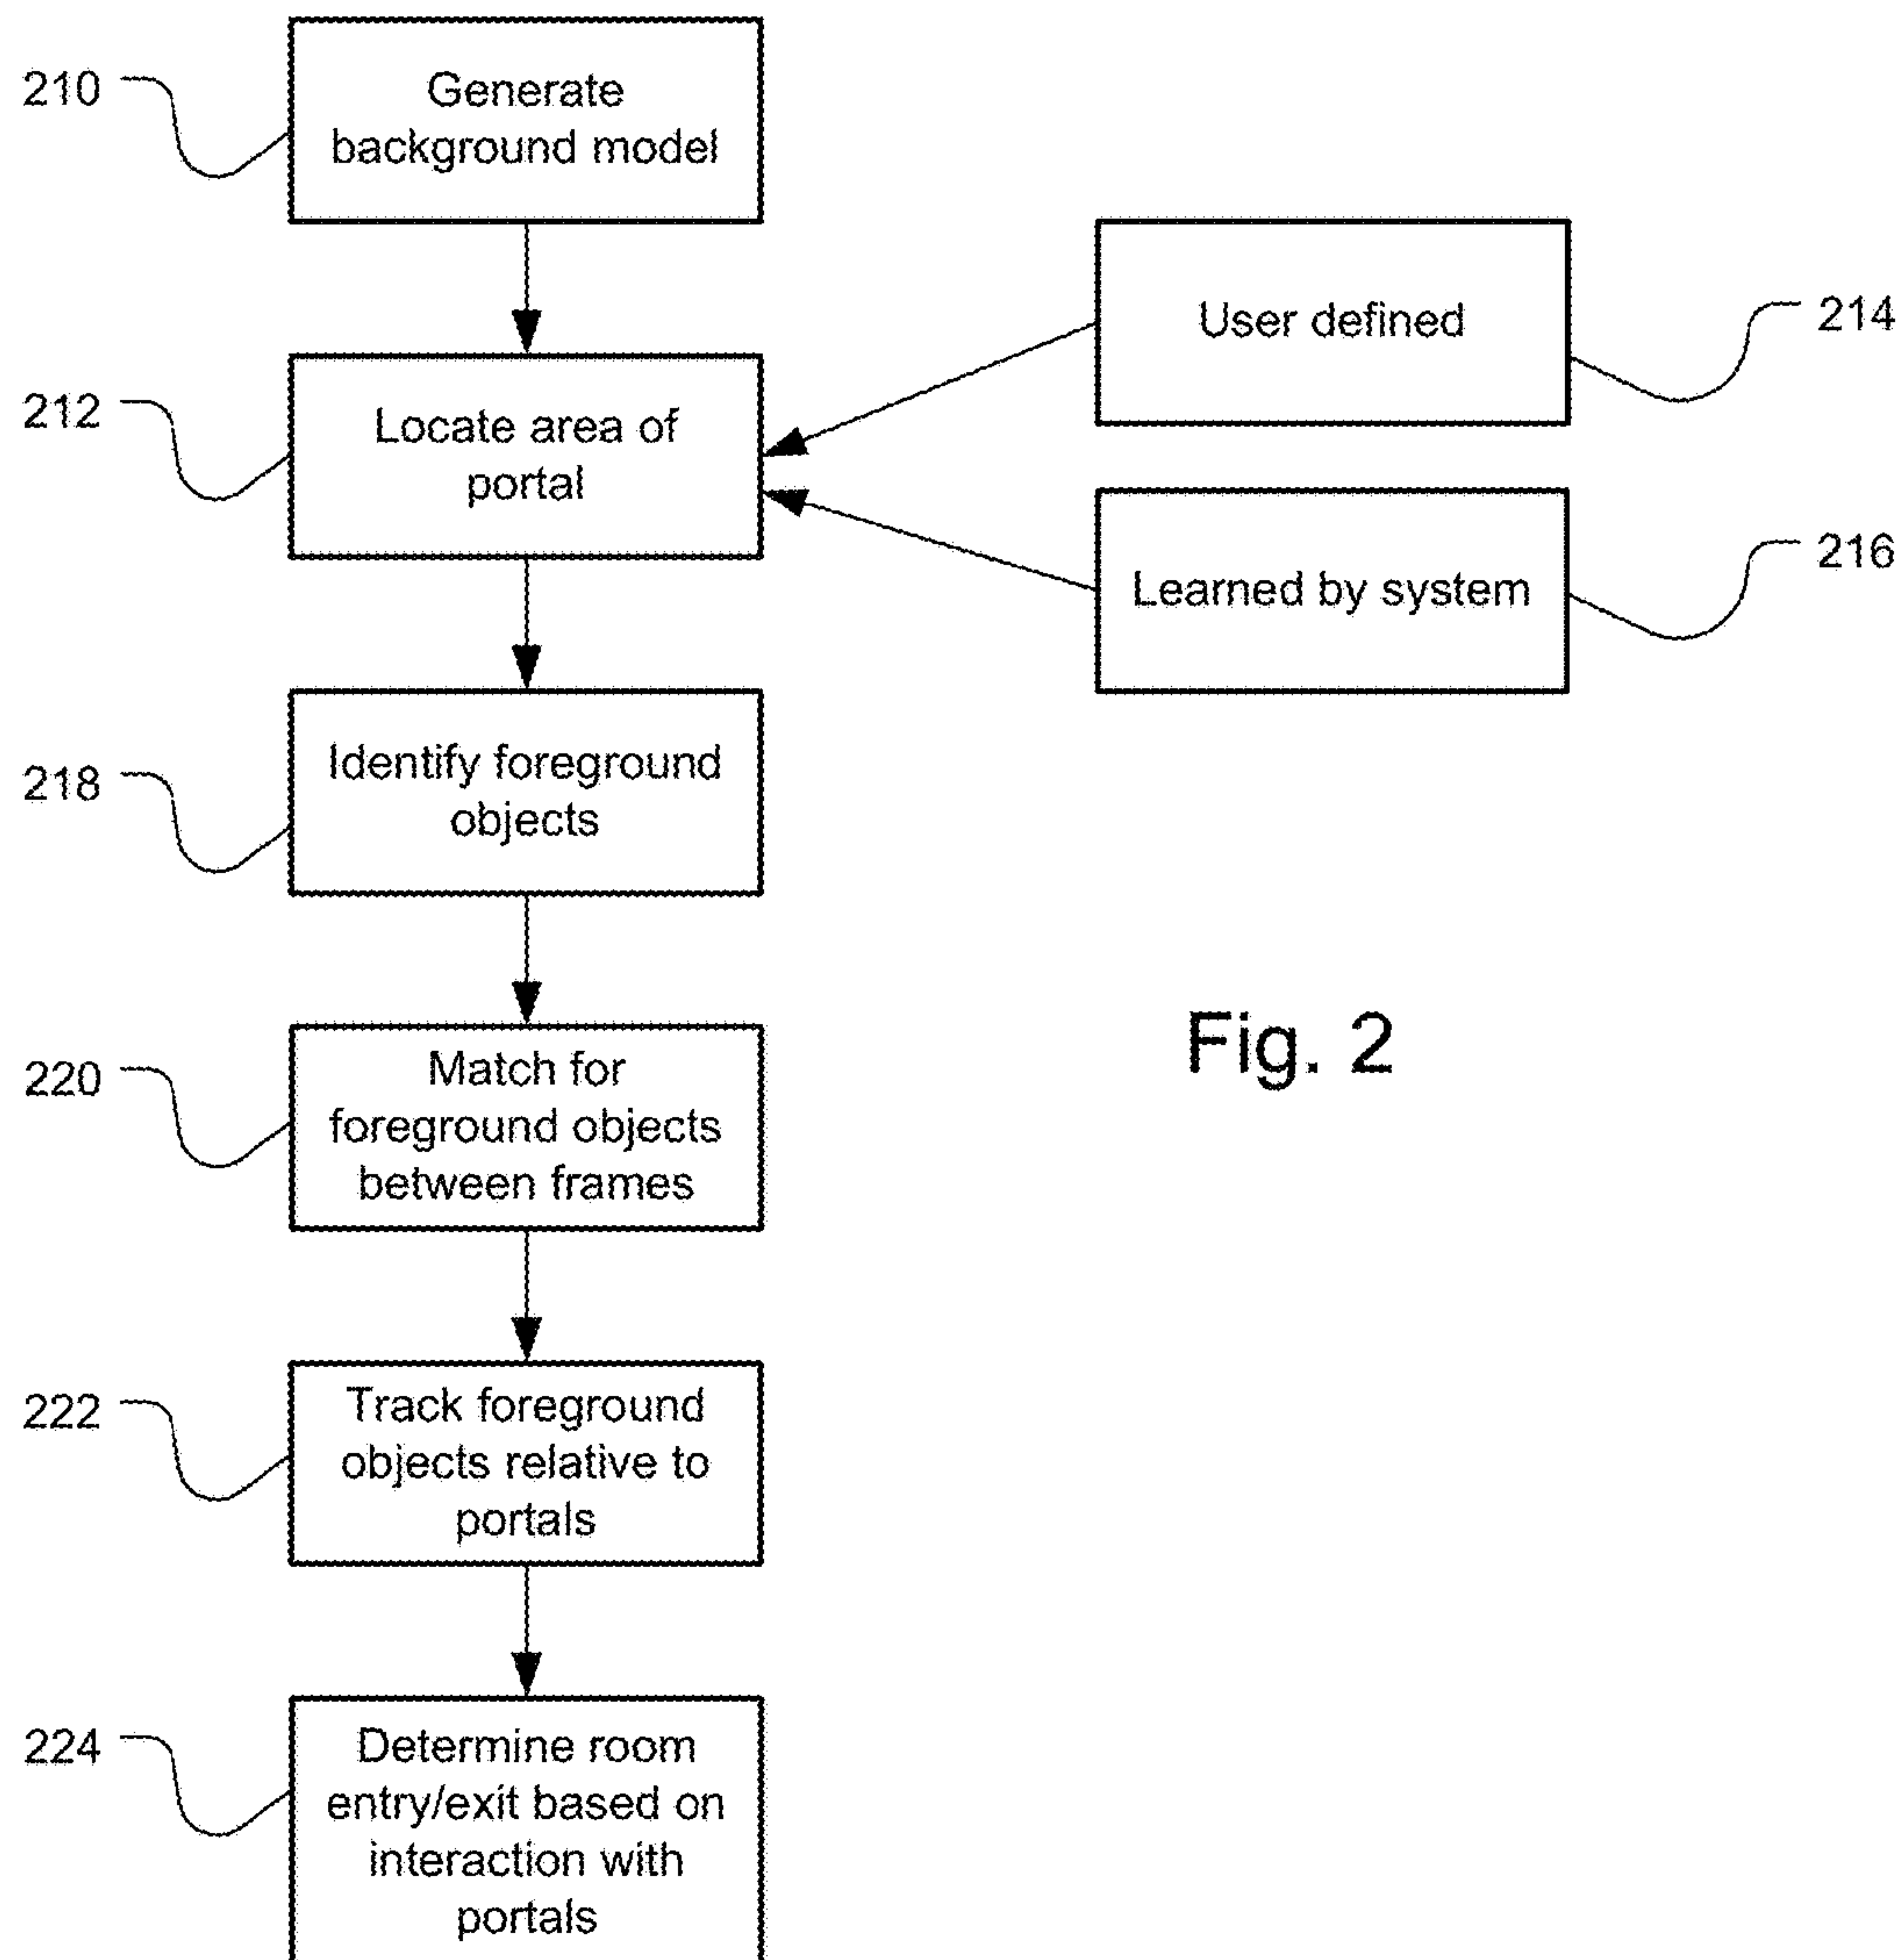 210
Generate
background model
User defined
214
212
Locate area of
portal
Learned by system
216
218
Identify foreground
objects
220
Match for
foreground objects
between frames
Fig. 2
222
Track foreground
objects relative to
portals
224
Determine room
entry/exit based on
interaction with
portals